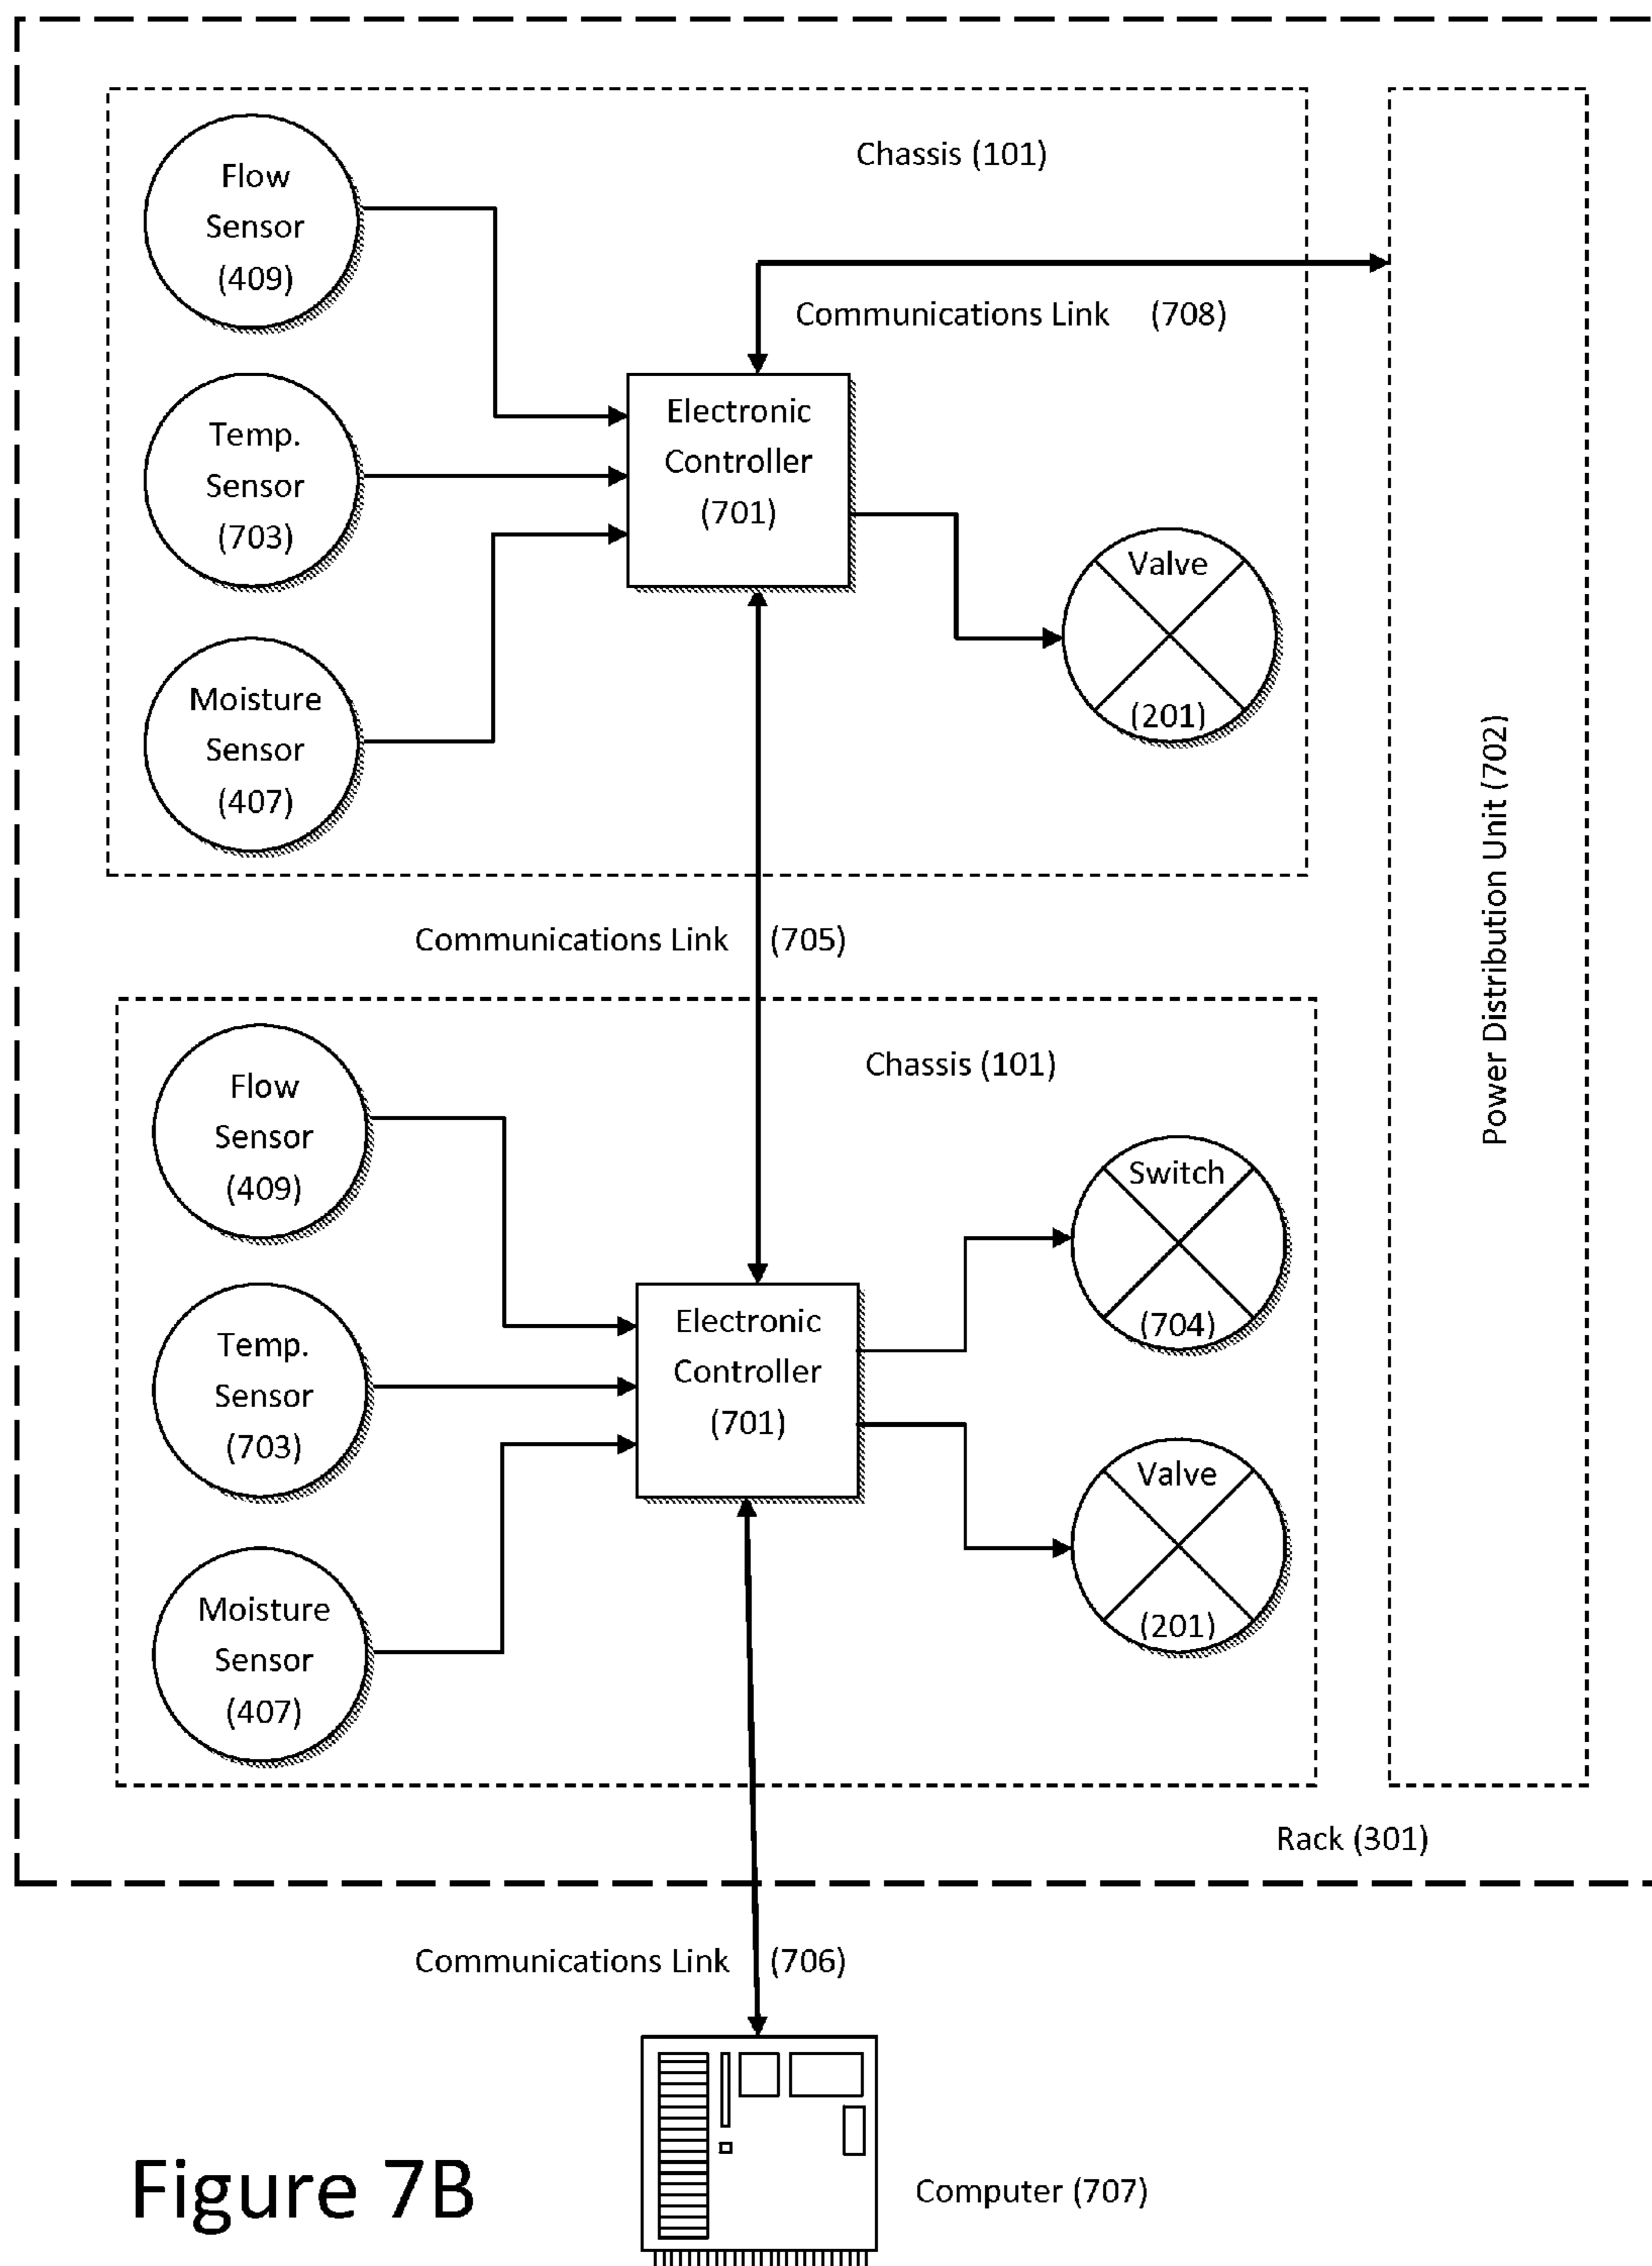 Chassis (101)
Flow
Sensor
(409)
Communications Link (708)
Temp.
Sensor
(703)
Electronic
Controller
(701)
Valve
(201)
Moisture
Sensor
(407)
Power Distribution Unit (702)
Communications Link (705)
Chassis (101)
Flow
Sensor
(409)
Switch
(704)
Temp.
Sensor
(703)
Electronic
Controller
(701)
Valve
(201)
Moisture
Sensor
(407)
Rack (301)
Communications Link (706)
Computer (707)
Figure 7B